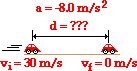 a = -8.0 m/s²
d = ???
vi = 30 m/s vf = 0 m/s